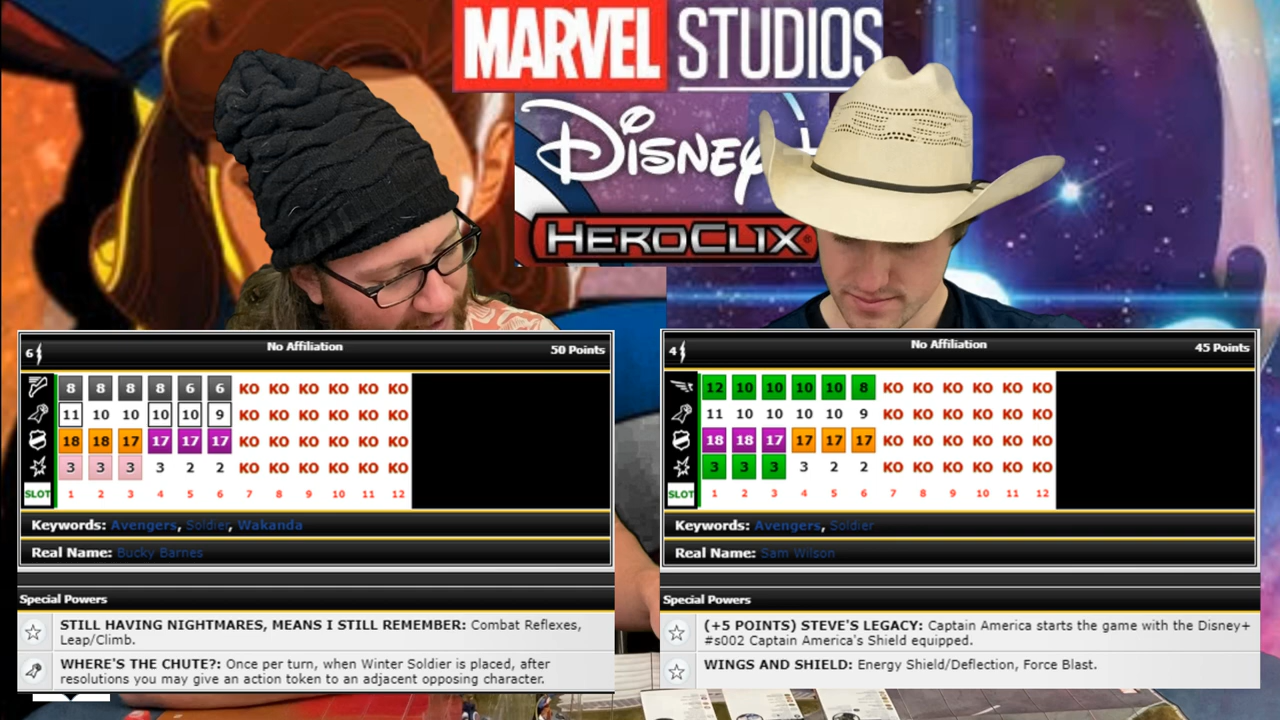 MARVEL STUDIOS
DISNEY
HEROCLIX
6 No Affiliation 50 Points
8 8 8 8 6 6 KO KO KO KO KO KO
11 10 10 10 10 9 KO KO KO KO KO KO
18 18 17 17 17 17 KO KO KO KO KO KO
3 3 3 3 2 2 KO KO KO KO KO KO
SLOT 1 2 3 4 5 6 7 8 9 10 11 12
Keywords: Avengers, Soldier, Wakanda
Real Name: Bucky Barnes
Special Powers
STILL HAVING NIGHTMARES, MEANS I STILL REMEMBER: Combat Reflexes,
Leap/Climb.
WHERE'S THE CHUTE?: Once per turn, when Winter Soldier is placed, after
resolutions you may give an action token to an adjacent opposing character.
4 No Affiliation 45 Points
12 10 10 10 10 8 KO KO KO KO KO KO
11 10 10 10 10 9 KO KO KO KO KO KO
18 18 17 17 17 17 KO KO KO KO KO KO
3 3 3 3 2 2 KO KO KO KO KO KO
SLOT 1 2 3 4 5 6 7 8 9 10 11 12
Keywords: Avengers, Soldier
Real Name: Sam Wilson
Special Powers
(+5 POINTS) STEVE'S LEGACY: Captain America starts the game with the Disney+
#s002 Captain America's Shield equipped.
WINGS AND SHIELD: Energy Shield/Deflection, Force Blast.